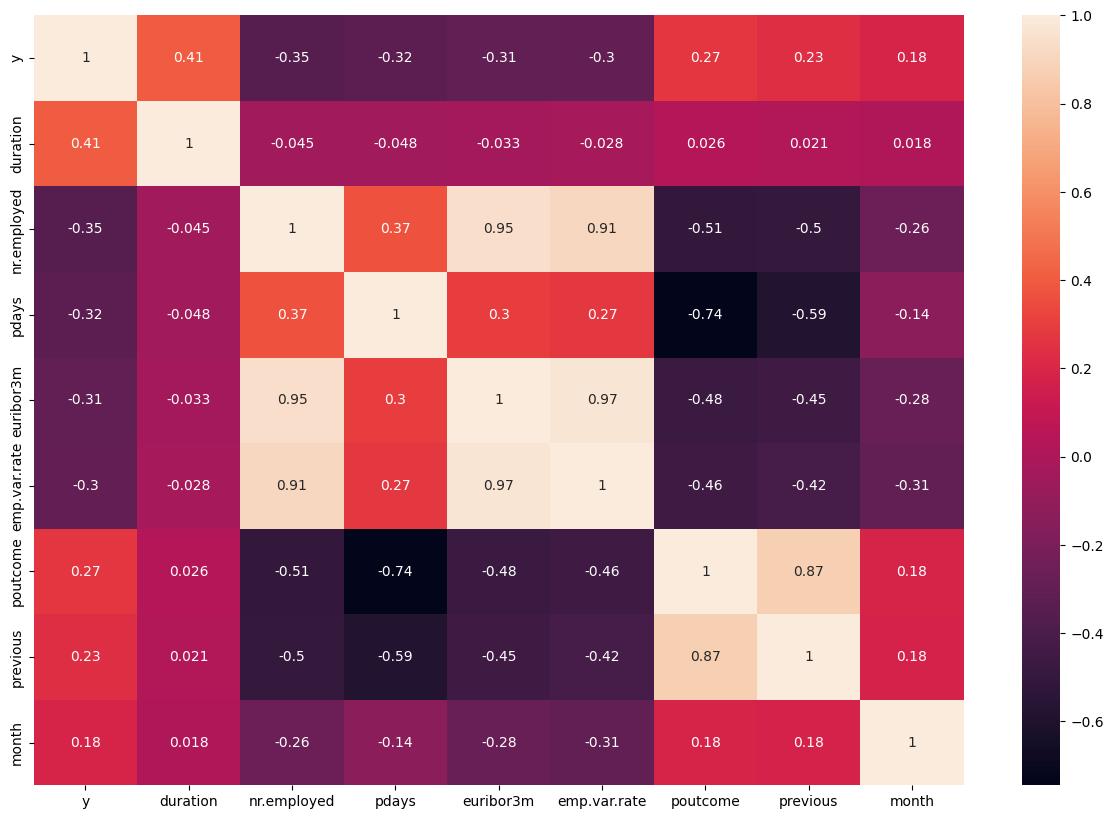 y 1 0.41 -0.35 -0.32 -0.31 -0.3 0.27 0.23 0.18
duration 0.41 1 -0.045 -0.048 -0.033 -0.028 0.026 0.021 0.018
nr.employed -0.35 -0.045 1 0.37 0.95 0.91 -0.51 -0.5 -0.26
pdays -0.32 -0.048 0.37 1 0.3 0.27 -0.74 -0.59 -0.14
euribor3m -0.31 -0.033 0.95 0.3 1 0.97 -0.48 -0.45 -0.28
emp.var.rate -0.3 -0.028 0.91 0.27 0.97 1 -0.46 -0.42 -0.31
poutcome 0.27 0.026 -0.51 -0.74 -0.48 -0.46 1 0.87 0.18
previous 0.23 0.021 -0.5 -0.59 -0.45 -0.42 0.87 1 0.18
month 0.18 0.018 -0.26 -0.14 -0.28 -0.31 0.18 0.18 1
y duration nr.employed pdays euribor3m emp.var.rate poutcome previous month
1.0
0.8
0.6
0.4
0.2
0.0
−0.2
−0.4
−0.6